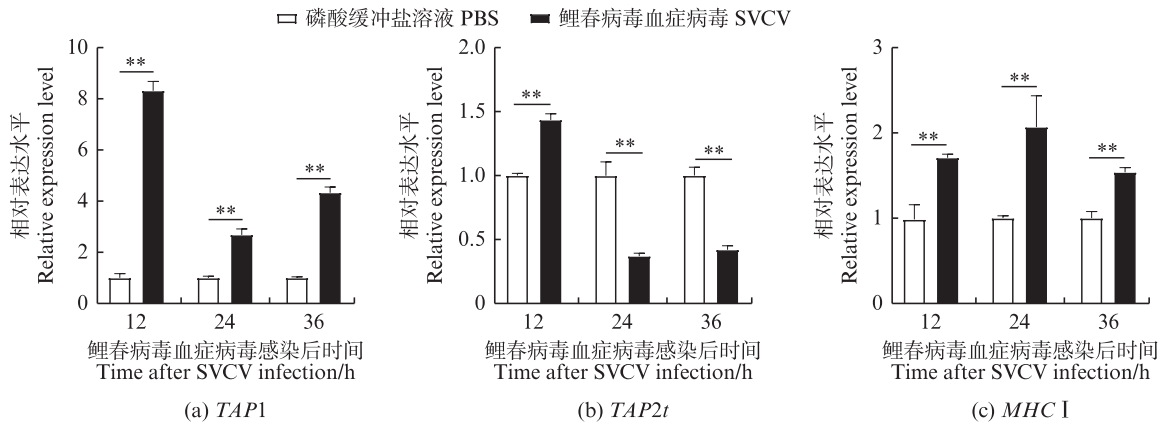 磷酸缓冲盐溶液 PBS 鲤春病毒血症病毒 SVCV
相对表达水平
Relative expression level
10
8
6
4
2
0
**
**
**
12 24 36
鲤春病毒血症病毒感染后时间
Time after SVCV infection/h
(a) TAP1
相对表达水平
Relative expression level
2.0
1.5
1.0
0.5
0
**
**
**
12 24 36
鲤春病毒血症病毒感染后时间
Time after SVCV infection/h
(b) TAP2t
相对表达水平
Relative expression level
3
2
1
0
**
**
**
12 24 36
鲤春病毒血症病毒感染后时间
Time after SVCV infection/h
(c) MHC Ⅰ